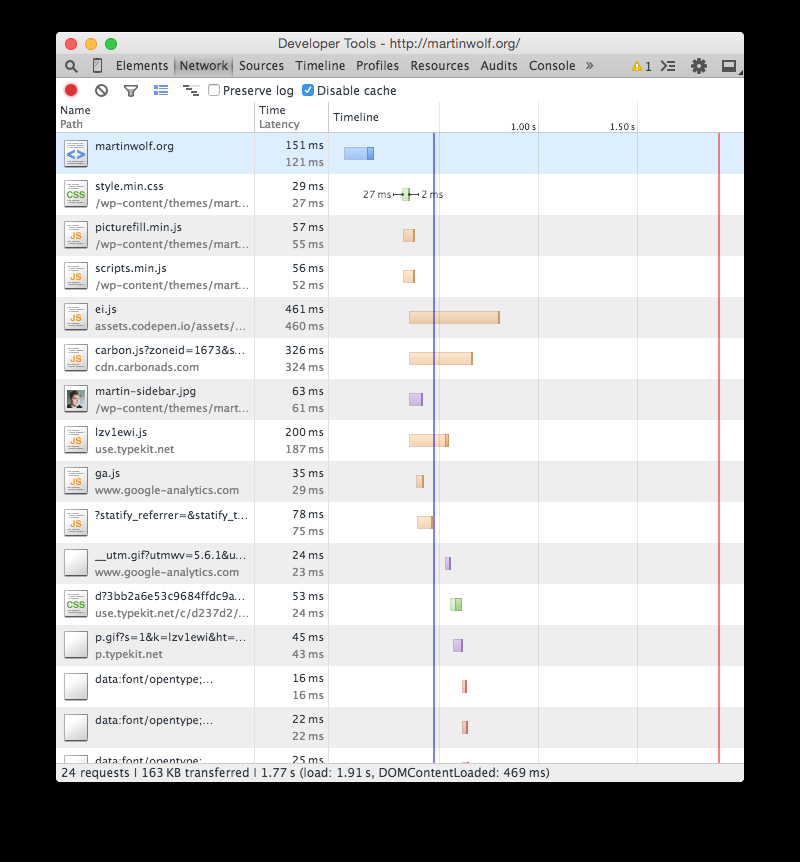 Developer Tools - http://martinwolf.org/
Elements Network Sources Timeline Profiles Resources Audits Console » 1
Preserve log Disable cache
Name Time Timeline
Path Latency
1.00 s 1.50 s
martinwolf.org 151 ms
121 ms
CSS style.min.css 29 ms 27 ms 2 ms
/wp-content/themes/mart... 27 ms
JS picturefill.min.js 57 ms
/wp-content/themes/mart... 55 ms
JS scripts.min.js 56 ms
/wp-content/themes/mart... 52 ms
JS ei.js 461 ms
assets.codepen.io/assets/... 460 ms
JS carbon.js?zoneid=1673&s... 326 ms
cdn.carbonads.com 324 ms
martin-sidebar.jpg 63 ms
/wp-content/themes/mart... 61 ms
JS lzv1ewi.js 200 ms
use.typekit.net 187 ms
JS ga.js 35 ms
www.google-analytics.com 29 ms
JS ?statify_referrer=&statify_t... 78 ms
75 ms
__utm.gif?utmwv=5.6.1&u... 24 ms
www.google-analytics.com 23 ms
CSS d?3bb2a6e53c9684ffdc9a... 53 ms
use.typekit.net/c/d237d2/... 24 ms
p.gif?s=1&k=lzv1ewi&ht=... 45 ms
p.typekit.net 43 ms
data:font/opentype;... 16 ms
16 ms
data:font/opentype;... 22 ms
22 ms
data:font/opentype;... 25 ms
24 requests | 163 KB transferred | 1.77 s (load: 1.91 s, DOMContentLoaded: 469 ms)